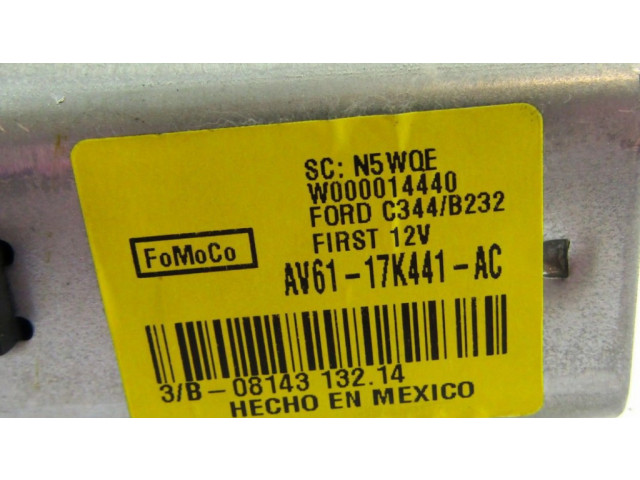 SC: N5WQE
W000014440
FORD C344/B232
FIRST 12V
FoMoCo
AV61-17K441-AC
3/B-08143 132.14
HECHO EN MEXICO